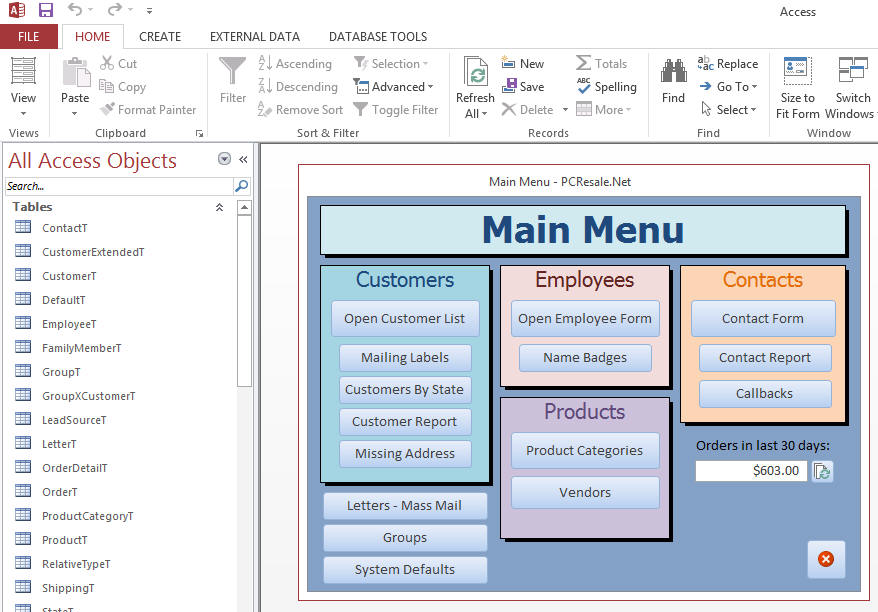 Access
FILE HOME CREATE EXTERNAL DATA DATABASE TOOLS
View
Views
Paste
Cut
Copy
Format Painter
Clipboard
Filter
Ascending
Descending
Remove Sort
Selection
Advanced
Toggle Filter
Sort & Filter
Refresh
All
New
Save
Delete
Totals
Spelling
More
Records
Find
Replace
Go To
Select
Find
Size to
Fit Form
Switch
Windows
Window
All Access Objects
Search...
Tables
ContactT
CustomerExtendedT
CustomerT
DefaultT
EmployeeT
FamilyMemberT
GroupT
GroupXCustomerT
LeadSourceT
LetterT
OrderDetailT
OrderT
ProductCategoryT
ProductT
RelativeTypeT
ShippingT
StateT
Main Menu - PCResale.Net
Main Menu
Customers
Open Customer List
Mailing Labels
Customers By State
Customer Report
Missing Address
Letters - Mass Mail
Groups
System Defaults
Employees
Open Employee Form
Name Badges
Products
Product Categories
Vendors
Contacts
Contact Form
Contact Report
Callbacks
Orders in last 30 days:
$603.00